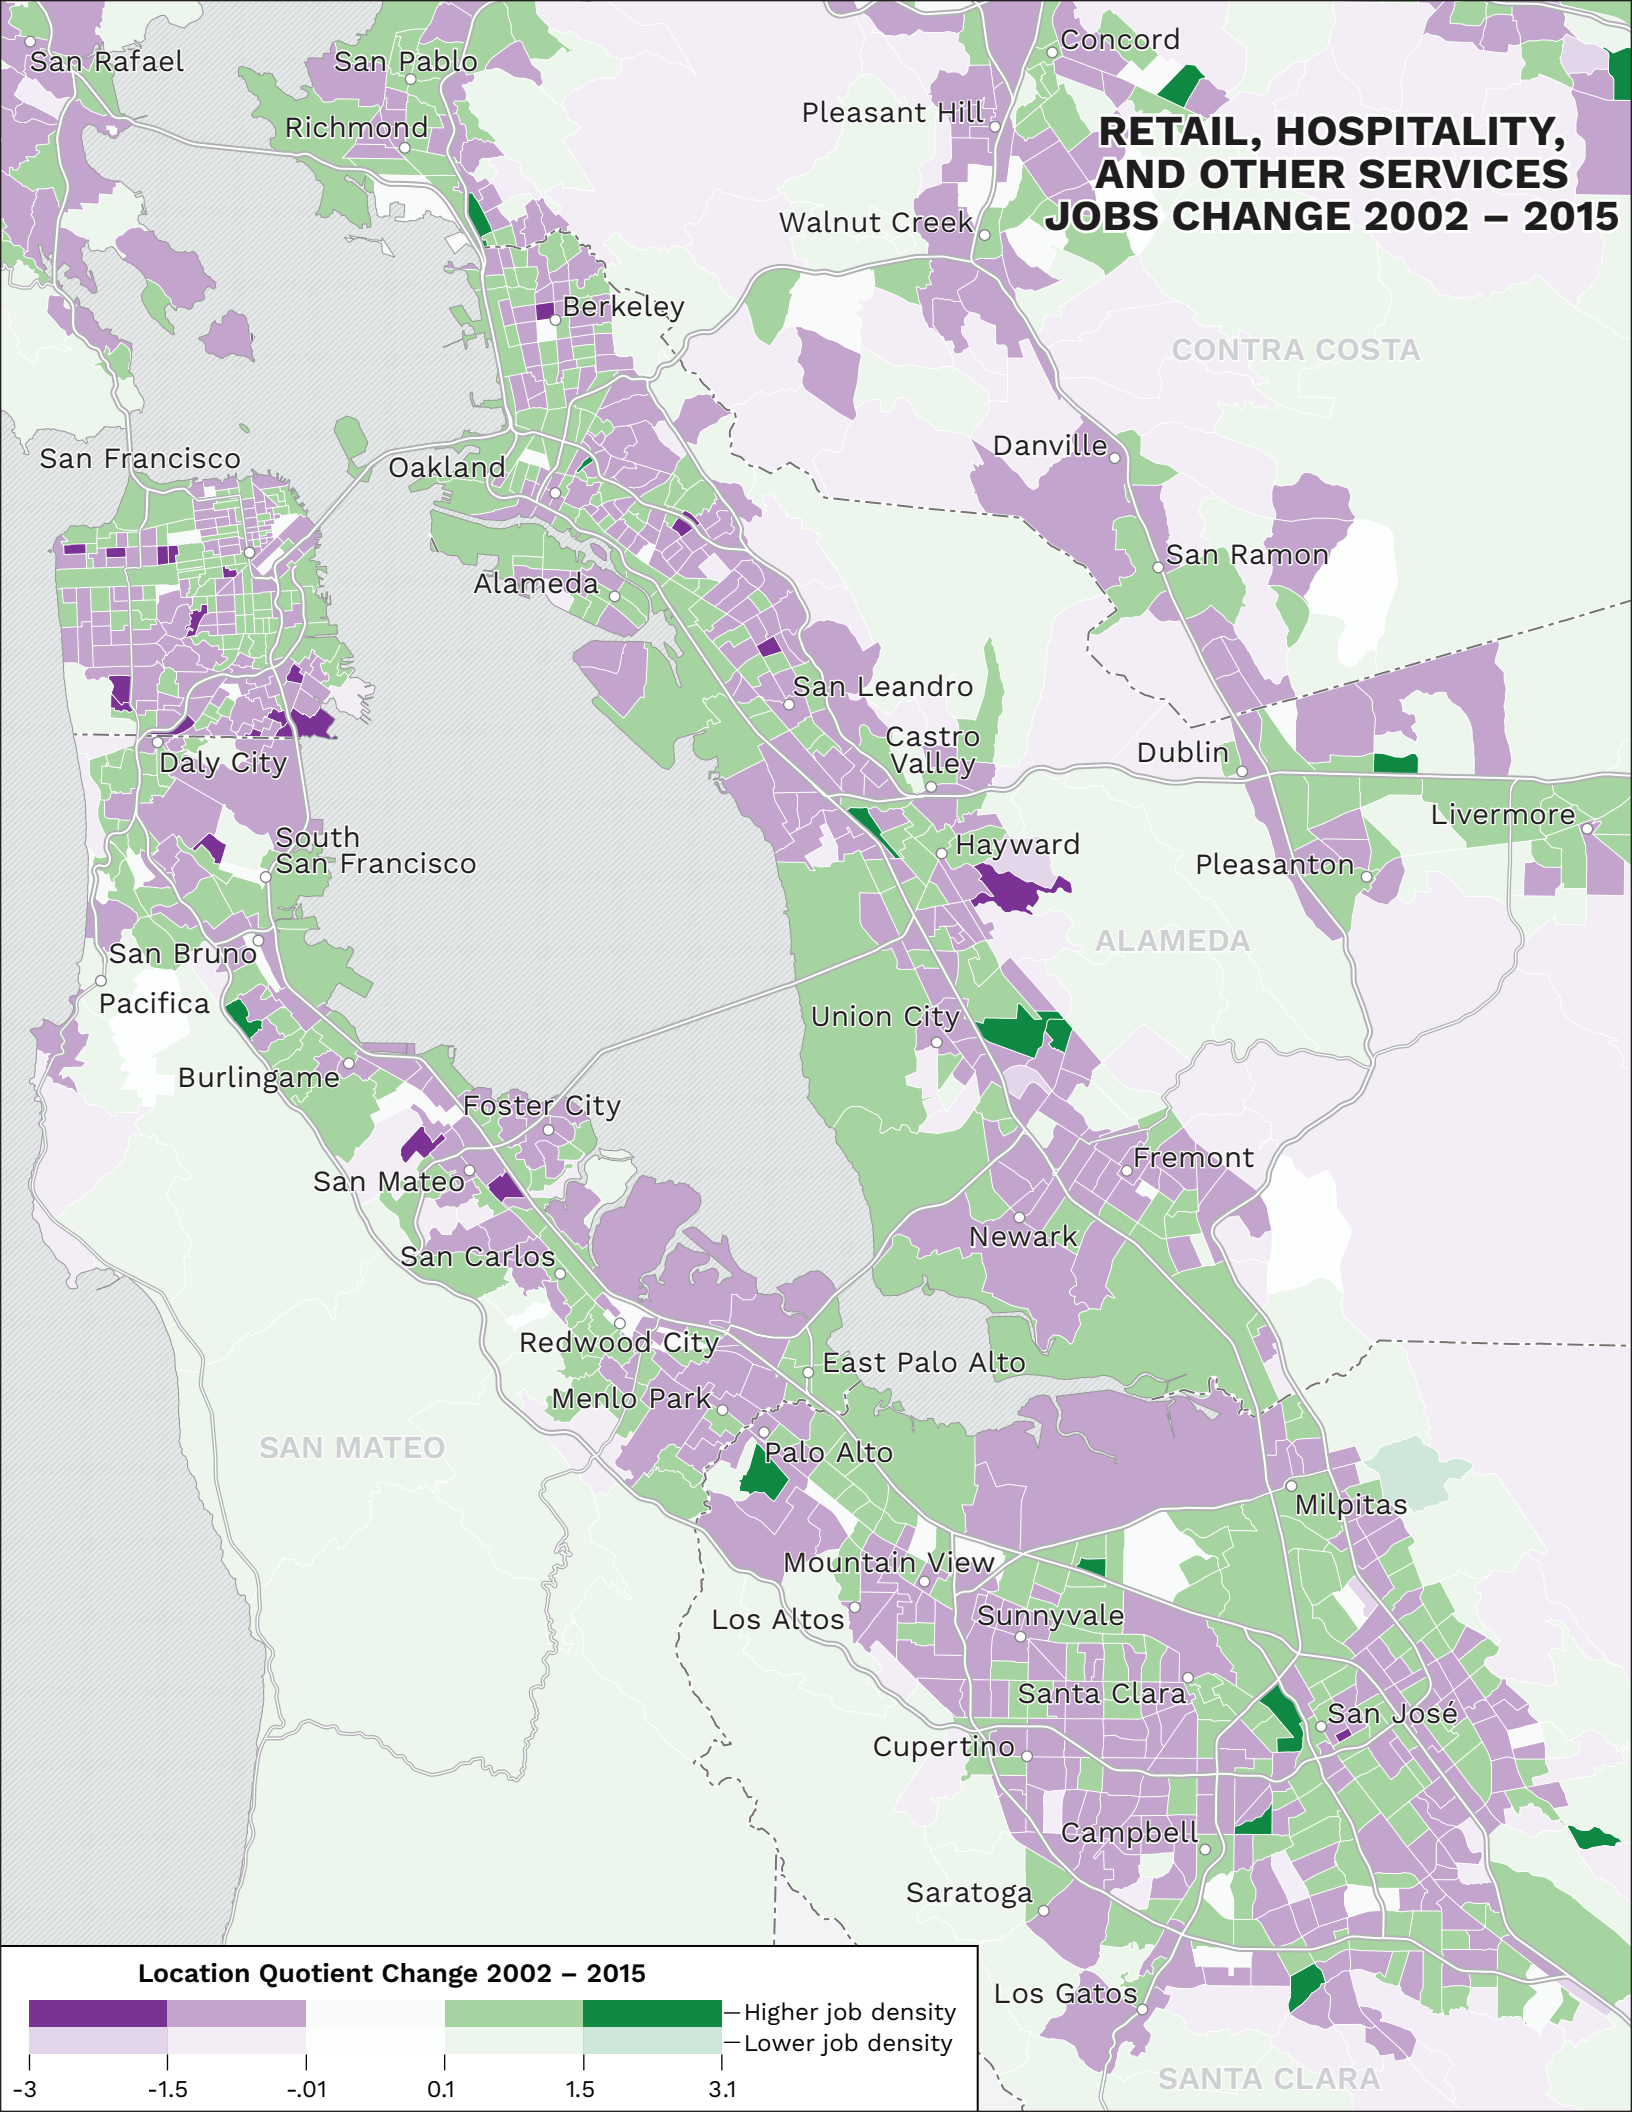 San Rafael
San Pablo
Concord
Pleasant Hill
Richmond
RETAIL, HOSPITALITY,
AND OTHER SERVICES
JOBS CHANGE 2002 – 2015
Walnut Creek
Berkeley
CONTRA COSTA
Danville
San Francisco
Oakland
San Ramon
Alameda
San Leandro
Castro
Valley
Dublin
Daly City
Livermore
South
San Francisco
Hayward
Pleasanton
ALAMEDA
San Bruno
Pacifica
Union City
Burlingame
Foster City
Fremont
San Mateo
Newark
San Carlos
Redwood City
East Palo Alto
Menlo Park
SAN MATEO
Palo Alto
Milpitas
Mountain View
Los Altos
Sunnyvale
Santa Clara
San José
Cupertino
Campbell
Saratoga
Los Gatos
SANTA CLARA
Location Quotient Change 2002 – 2015
Higher job density
Lower job density
-3 -1.5 -.01 0.1 1.5 3.1